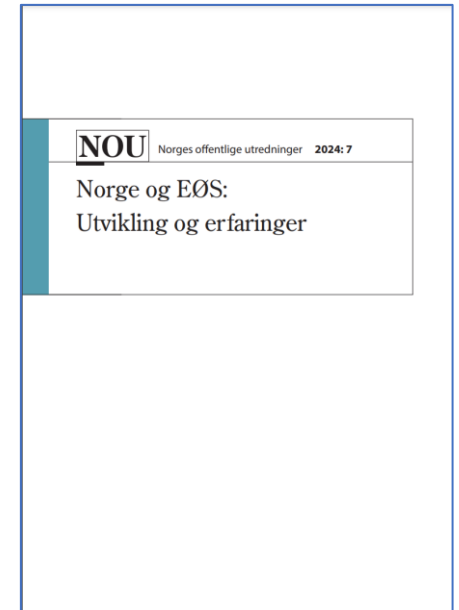 NOU Norges offentlige utredninger 2024: 7
Norge og EØS:
Utvikling og erfaringer